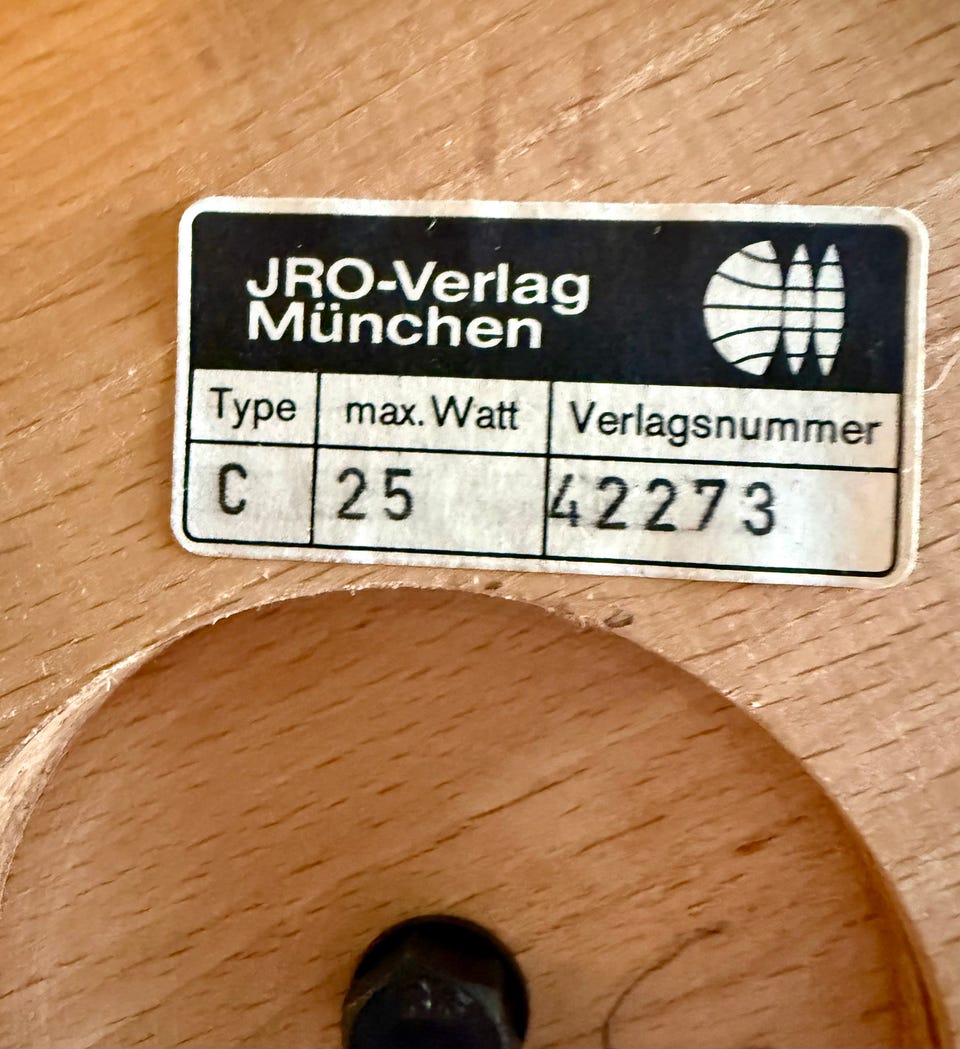 JRO-Verlag
München
Type max. Watt Verlagsnummer
C 25 42273